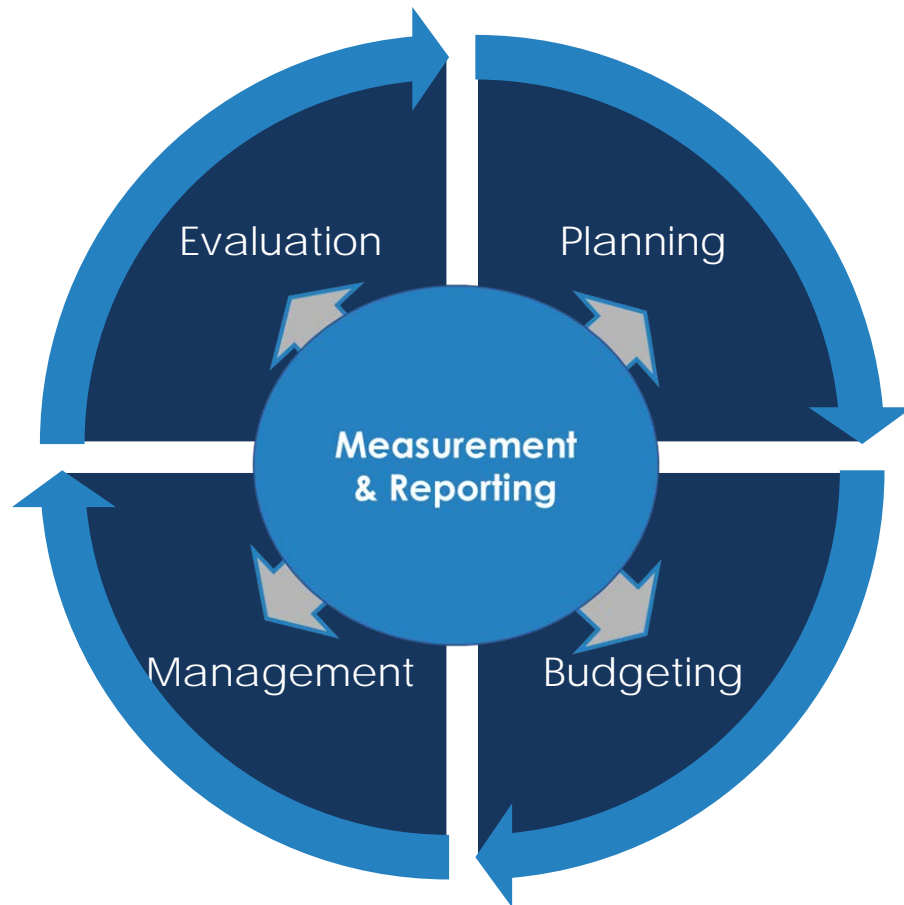 Evaluation
Planning
Measurement
& Reporting
Management
Budgeting